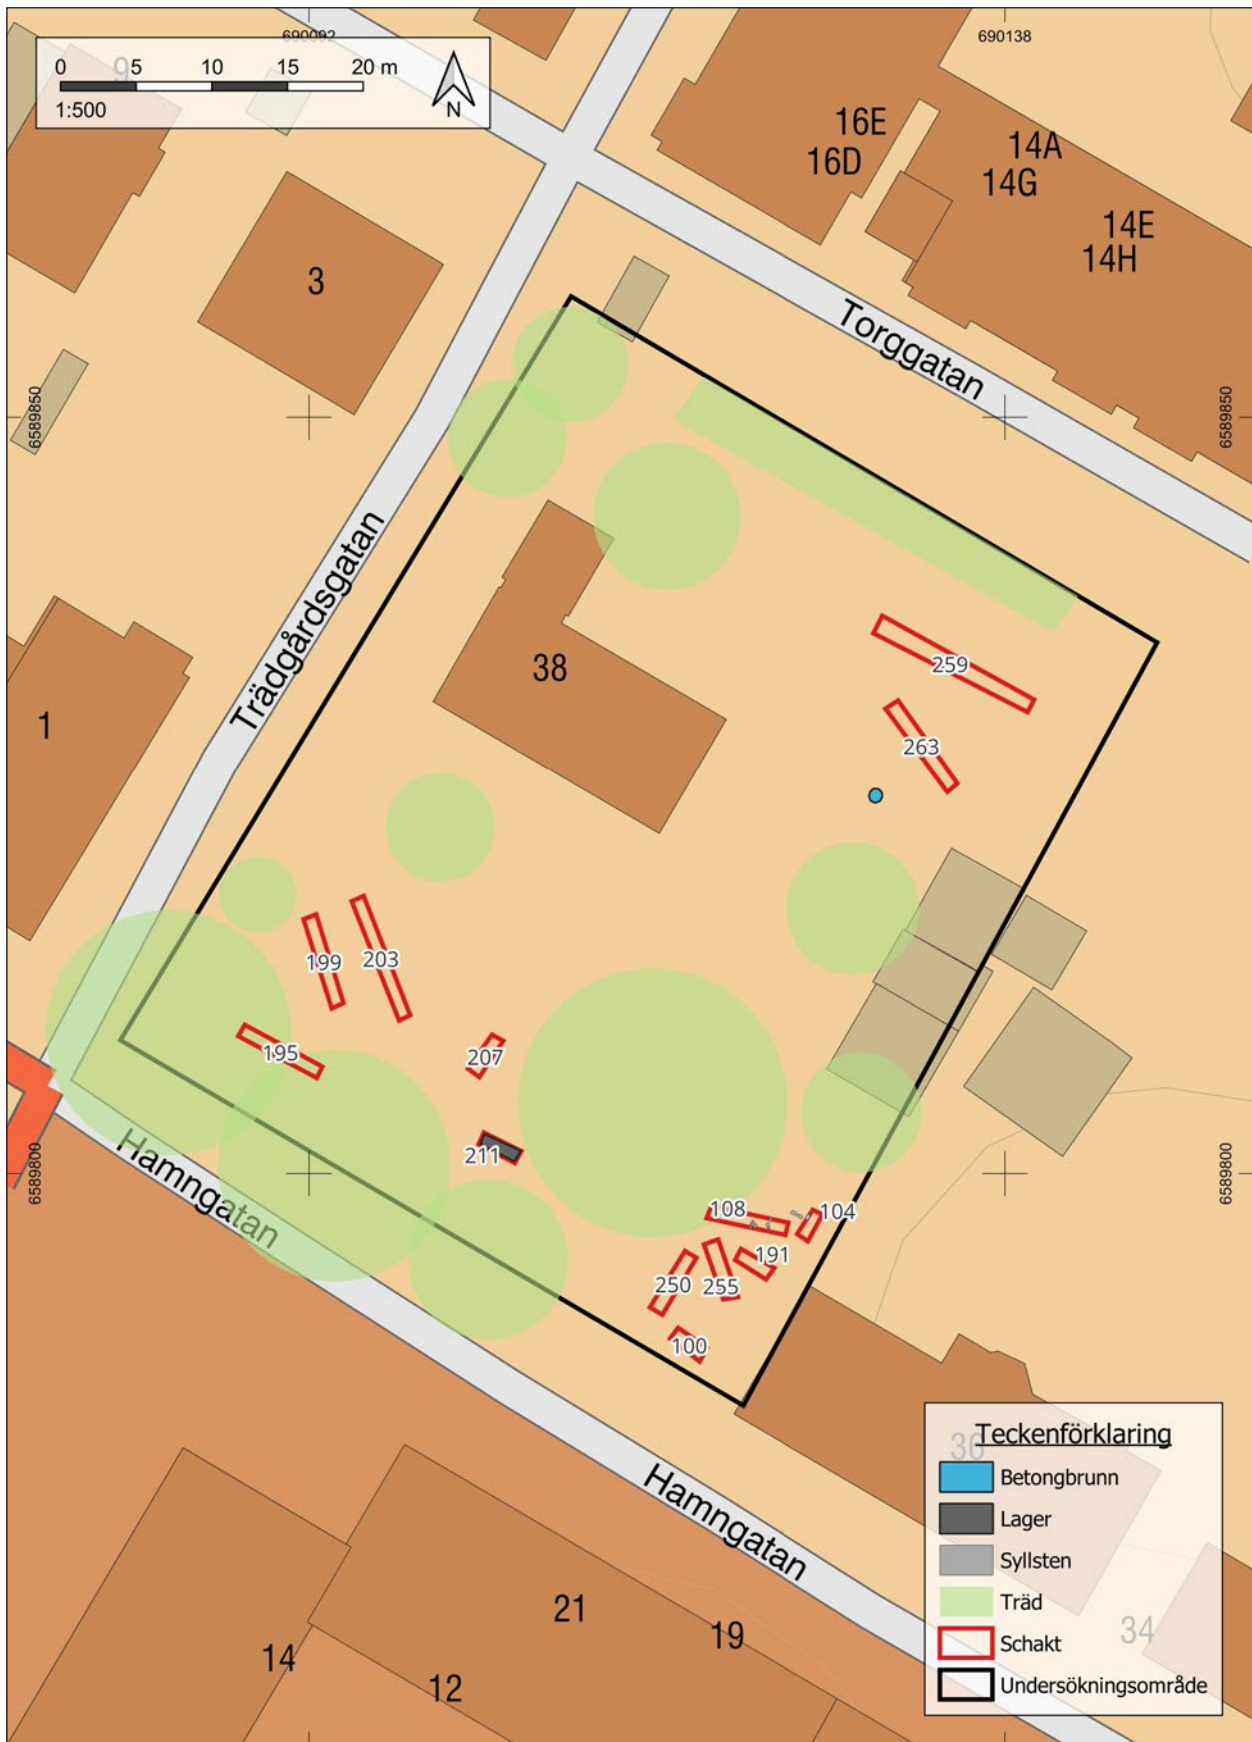 690092
690138
0 5 10 15 20 m
9
1:500
N
16E
16D
14A
14G
14E
14H
3
Torggatan
6589850
6589850
Trädgårdsgatan
38
259
1
263
199
203
195
207
Hamngatan
211
6589800
6589800
108
104
191
250
255
100
Hamngatan
36
Teckenförklaring
Betongbrunn
Lager
Syllsten
Träd
Schakt
Undersökningsområde
34
21
19
14
12